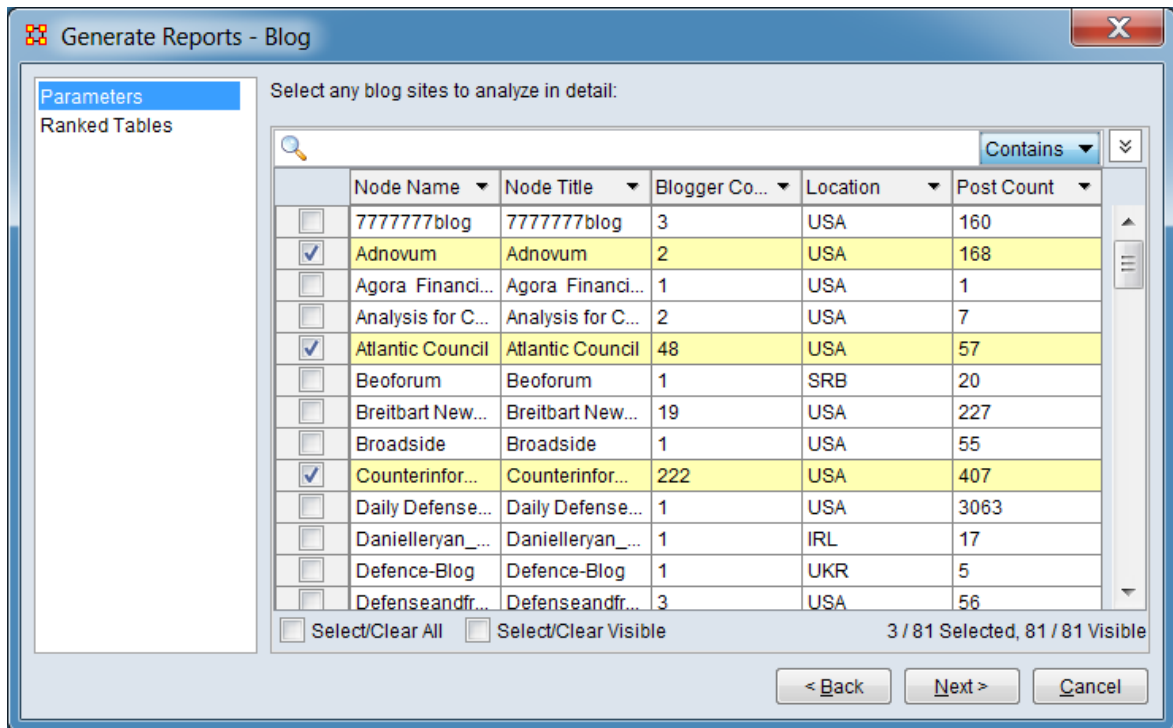 Generate Reports - Blog
X
Parameters
Ranked Tables
Select any blog sites to analyze in detail:
Contains
Node Name Node Title Blogger Co... Location Post Count
7777777blog 7777777blog 3 USA 160
Adnovum Adnovum 2 USA 168
Agora Financi... Agora Financi... 1 USA 1
Analysis for C... Analysis for C... 2 USA 7
Atlantic Council Atlantic Council 48 USA 57
Beoforum Beoforum 1 SRB 20
Breitbart New... Breitbart New... 19 USA 227
Broadside Broadside 1 USA 55
Counterinfor... Counterinfor... 222 USA 407
Daily Defense... Daily Defense... 1 USA 3063
Danielleryan_... Danielleryan_... 1 IRL 17
Defence-Blog Defence-Blog 1 UKR 5
Defenseandfr... Defenseandfr... 3 USA 56
Select/Clear All Select/Clear Visible 3 / 81 Selected, 81 / 81 Visible
< Back Next > Cancel